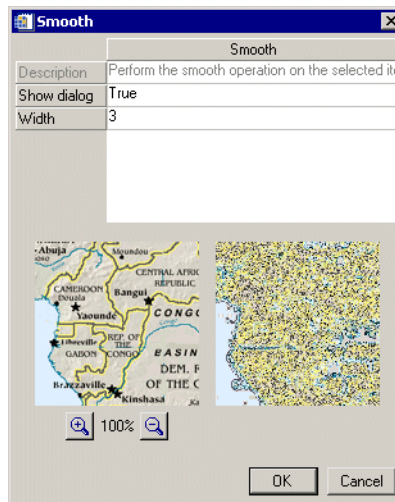 Smooth
Smooth
Description Perform the smooth operation on the selected it
Show dialog True
Width 3
Abuja
Moundou
CENTRAL AFRIC
CAMEROON
REPUBLIC
Douala
Bangui
Yaoundé
CONGO
Libreville
REP. OF
THE
GABON
CONGO
BASIN
DEM. R
Brazzaville
OF THE C
Kinshasa
100%
OK Cancel